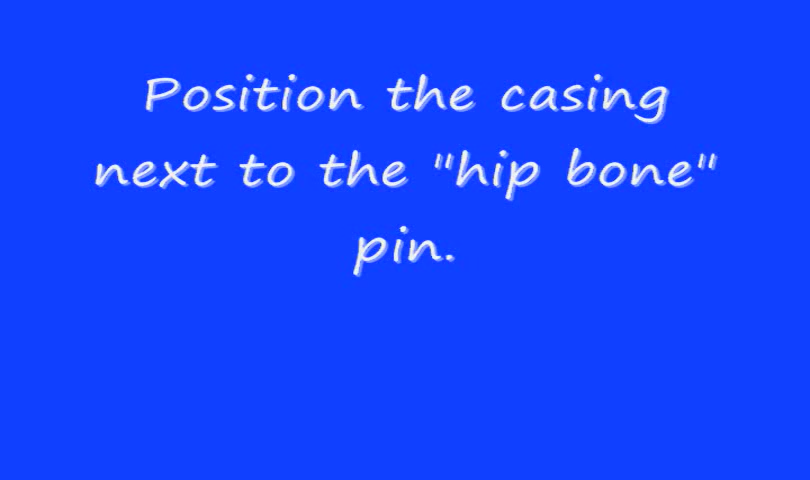 Position the casing
next to the "hip bone"
pin.